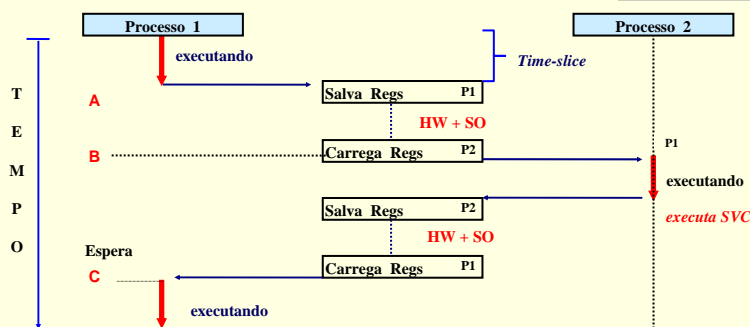 Processo 1
Processo 2
executando
Time-slice
T
E
M
P
O
A
Salva Regs P1
HW + SO
B
Carrega Regs P2
P1
executando
Salva Regs P2
executa SVC
HW + SO
Espera
C
Carrega Regs P1
executando